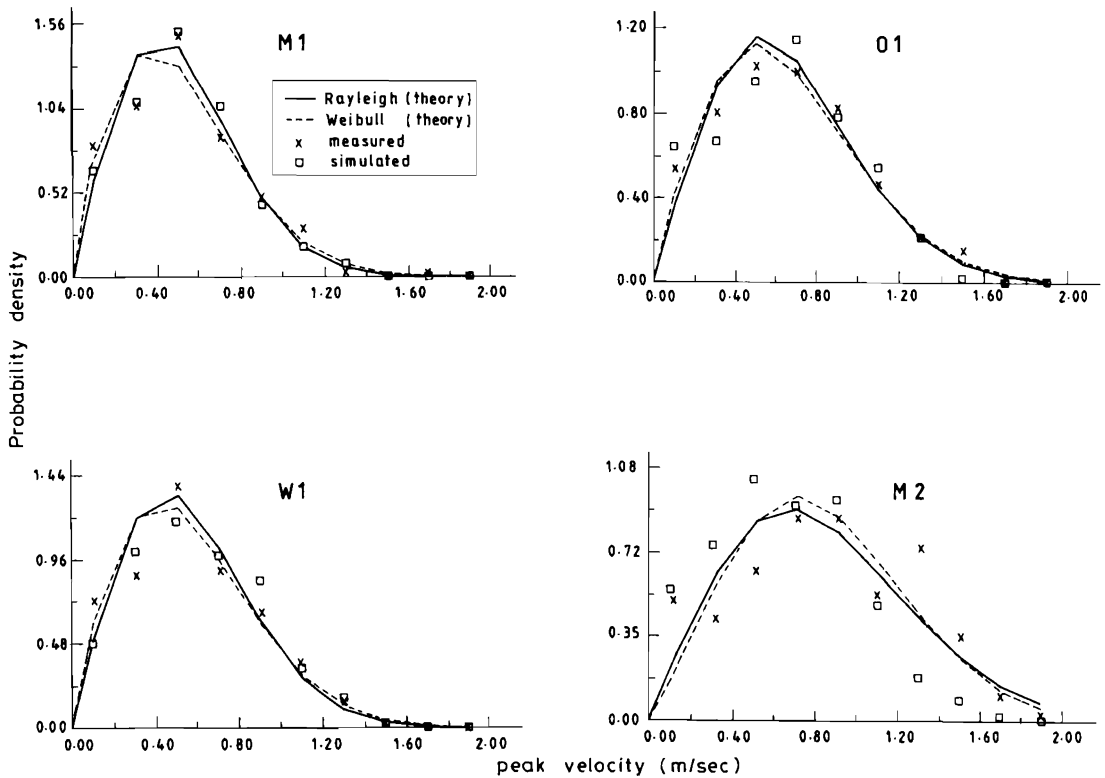 M1
1.56
1.04
0.52
0.00
0.00 0.40 0.80 1.20 1.60 2.00
Rayleigh (theory)
Weibull (theory)
x measured
simulated
O1
1.20
0.80
0.40
0.00
0.00 0.40 0.80 1.20 1.60 2.00
Probability density
W1
1.44
0.96
0.48
0.00
0.00 0.40 0.80 1.20 1.60 2.00
M2
1.08
0.72
0.35
0.00
0.00 0.40 0.80 1.20 1.60 2.00
peak velocity (m/sec)